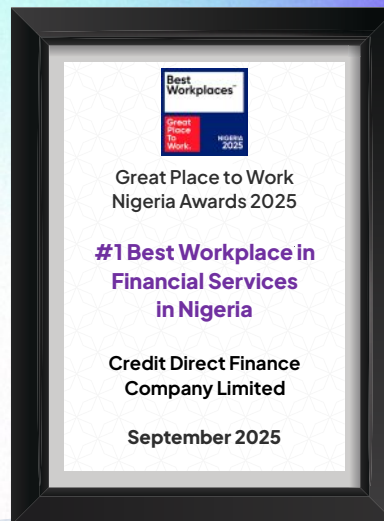 Best
Workplaces™
Great
Place
To
Work.
NIGERIA
2025
Great Place to Work
Nigeria Awards 2025
#1 Best Workplace in
Financial Services
in Nigeria
Credit Direct Finance
Company Limited
September 2025